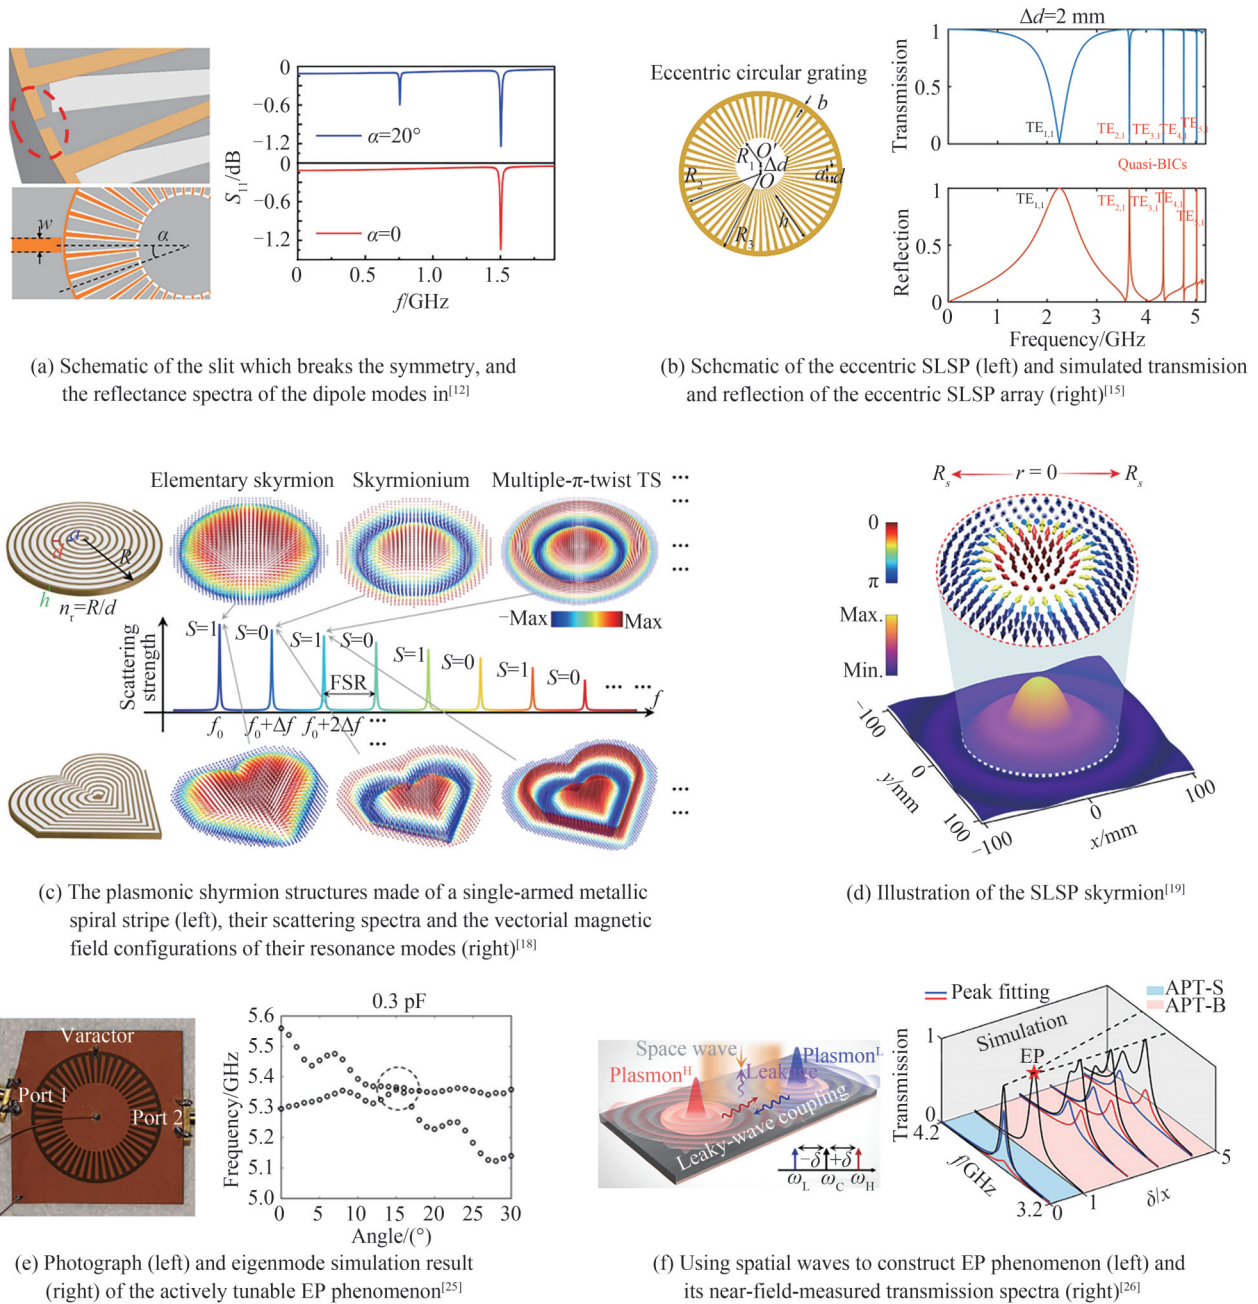 w
α
0
−0.6
−1.2
α=20°
0
−0.6
−1.2
α=0
S₁₁/dB
0
0.5
1.0
1.5
f/GHz
(a) Schematic of the slit which breaks the symmetry, and
the reflectance spectra of the dipole modes in[12]
Eccentric circular grating
b
R₁
O′
Δd
O
a
d
R₂
h
R₃
Δd=2 mm
1
0.5
0
Transmission
TE₁,₁
TE₂,₁
TE₃,₁
TE₄,₁
TE₅,₁
Quasi-BICs
1
0.5
0
Reflection
TE₁,₁
TE₂,₁
TE₃,₁
TE₄,₁
TE₅,₁
0 1 2 3 4 5
Frequency/GHz
(b) Schcmatic of the eccentric SLSP (left) and simulated transmision
and reflection of the eccentric SLSP array (right)[15]
Elementary skyrmion
Skyrmionium
Multiple-π-twist TS
a
d
R
h
nᵣ=R/d
−Max
Max
Scattering
strength
S=1
S=0
S=1
S=0
S=1
S=0
S=1
S=0
FSR
f
f₀
f₀+Δf
f₀+2Δf
(c) The plasmonic shyrmion structures made of a single-armed metallic
spiral stripe (left), their scattering spectra and the vectorial magnetic
field configurations of their resonance modes (right)[18]
Rₛ
r = 0
Rₛ
0
π
Max.
Min.
−100
0
100
y/mm
−100
0
100
x/mm
(d) Illustration of the SLSP skyrmion[19]
Varactor
Port 1
Port 2
0.3 pF
5.6
5.5
5.4
5.3
5.2
5.1
5.0
Frequency/GHz
0 5 10 15 20 25 30
Angle/(°)
(e) Photograph (left) and eigenmode simulation result
(right) of the actively tunable EP phenomenon[25]
Space wave
Plasmonᴴ
Leakage
Plasmonᴸ
Leaky-wave coupling
−δ
+δ
ω_L
ω_C
ω_H
Peak fitting
APT-S
APT-B
Simulation
EP
1
0
Transmission
4.2
f/GHz
3.2
0
1
δ/x
5
(f) Using spatial waves to construct EP phenomenon (left) and
its near-field-measured transmission spectra (right)[26]